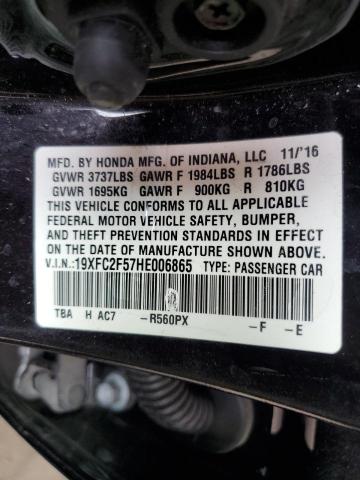 MFD. BY HONDA MFG. OF INDIANA, LLC 11/'16
GVWR 3737LBS GAWR F 1984LBS R 1786LBS
GVWR 1695KG GAWR F 900KG R 810KG
THIS VEHICLE CONFORMS TO ALL APPLICABLE
FEDERAL MOTOR VEHICLE SAFETY, BUMPER,
AND THEFT PREVENTION STANDARDS IN EFFECT
ON THE DATE OF MANUFACTURE SHOWN ABOVE.
V.I.N.:19XFC2F57HE006865 TYPE: PASSENGER CAR
TBA H AC7 -R560PX -F -E